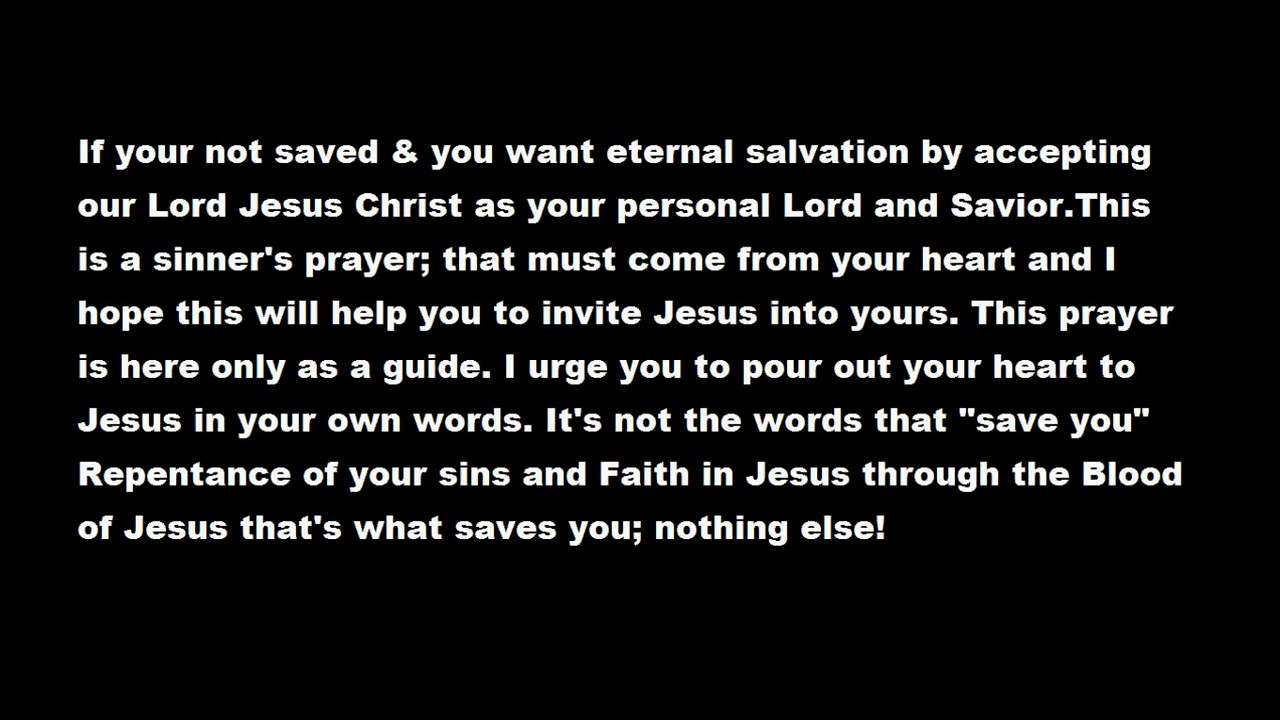 If your not saved & you want eternal salvation by accepting
our Lord Jesus Christ as your personal Lord and Savior.This
is a sinner's prayer; that must come from your heart and I
hope this will help you to invite Jesus into yours. This prayer
is here only as a guide. I urge you to pour out your heart to
Jesus in your own words. It's not the words that "save you"
Repentance of your sins and Faith in Jesus through the Blood
of Jesus that's what saves you; nothing else!